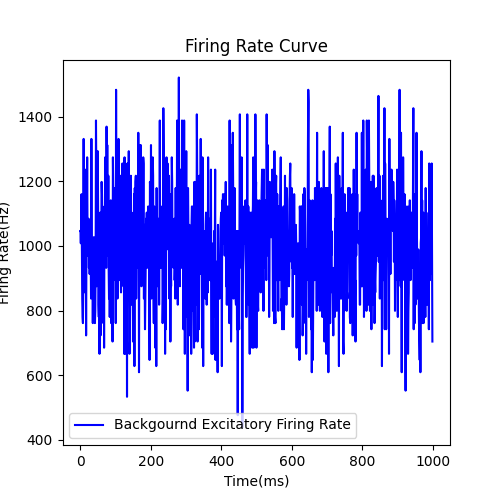 Firing Rate Curve
Firing Rate(Hz)
1400
1200
1000
800
600
400
Backgournd Excitatory Firing Rate
0 200 400 600 800 1000
Time(ms)